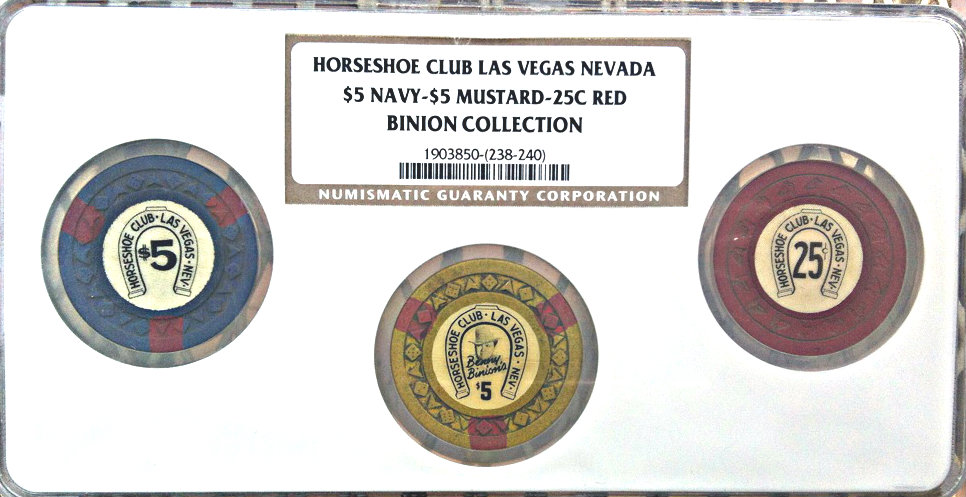 HORSESHOE CLUB LAS VEGAS NEVADA
$5 NAVY-$5 MUSTARD-25C RED
BINION COLLECTION
1903850-(238-240)
NUMISMATIC GUARANTY CORPORATION
HORSESHOE CLUB · LAS VEGAS · NEV ·
$5
HORSESHOE CLUB · LAS VEGAS · NEV ·
Benny
Binion's
$5
HORSESHOE CLUB · LAS VEGAS · NEV ·
25¢